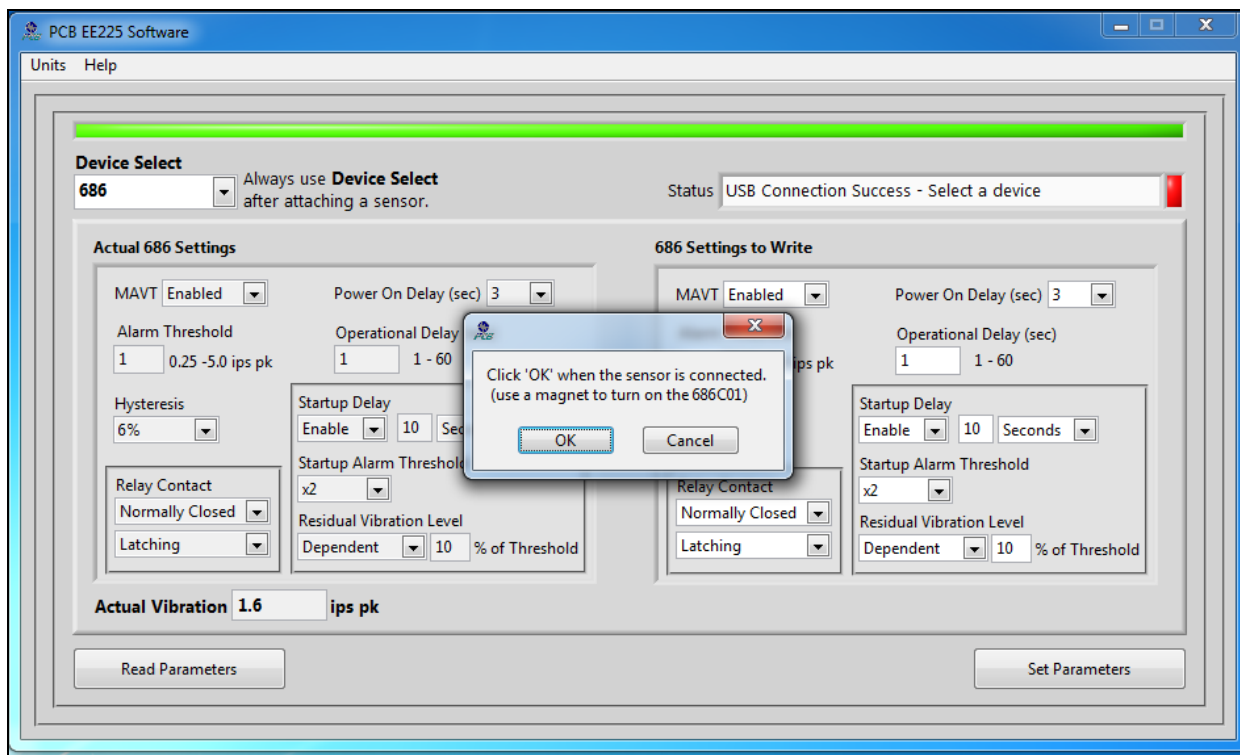 PCB EE225 Software
Units Help
Device Select
686
Always use Device Select
after attaching a sensor.
Status USB Connection Success - Select a device
Actual 686 Settings
MAVT Enabled
Power On Delay (sec) 3
Alarm Threshold
1 0.25 -5.0 ips pk
Operational Delay
1 1 - 60
Hysteresis
6%
Startup Delay
Enable 10 Sec
Startup Alarm Threshold
x2
Relay Contact
Normally Closed
Latching
Residual Vibration Level
Dependent 10 % of Threshold
Actual Vibration 1.6 ips pk
PCB
Click 'OK' when the sensor is connected.
(use a magnet to turn on the 686C01)
OK Cancel
686 Settings to Write
MAVT Enabled
Power On Delay (sec) 3
ips pk
Operational Delay (sec)
1 1 - 60
Startup Delay
Enable 10 Seconds
Startup Alarm Threshold
x2
Relay Contact
Normally Closed
Latching
Residual Vibration Level
Dependent 10 % of Threshold
Read Parameters
Set Parameters